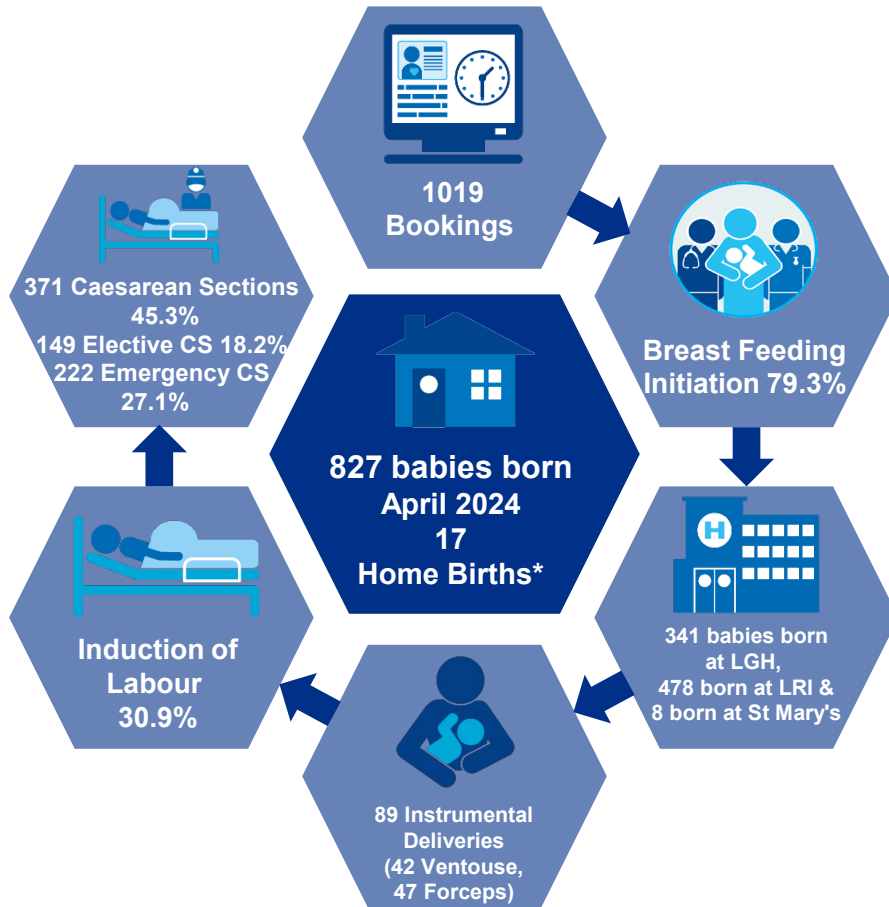 1019
Bookings
Breast Feeding
Initiation 79.3%
H
341 babies born
at LGH,
478 born at LRI &
8 born at St Mary's
89 Instrumental
Deliveries
(42 Ventouse,
47 Forceps)
Induction of
Labour
30.9%
371 Caesarean Sections
45.3%
149 Elective CS 18.2%
222 Emergency CS
27.1%
827 babies born
April 2024
17
Home Births*